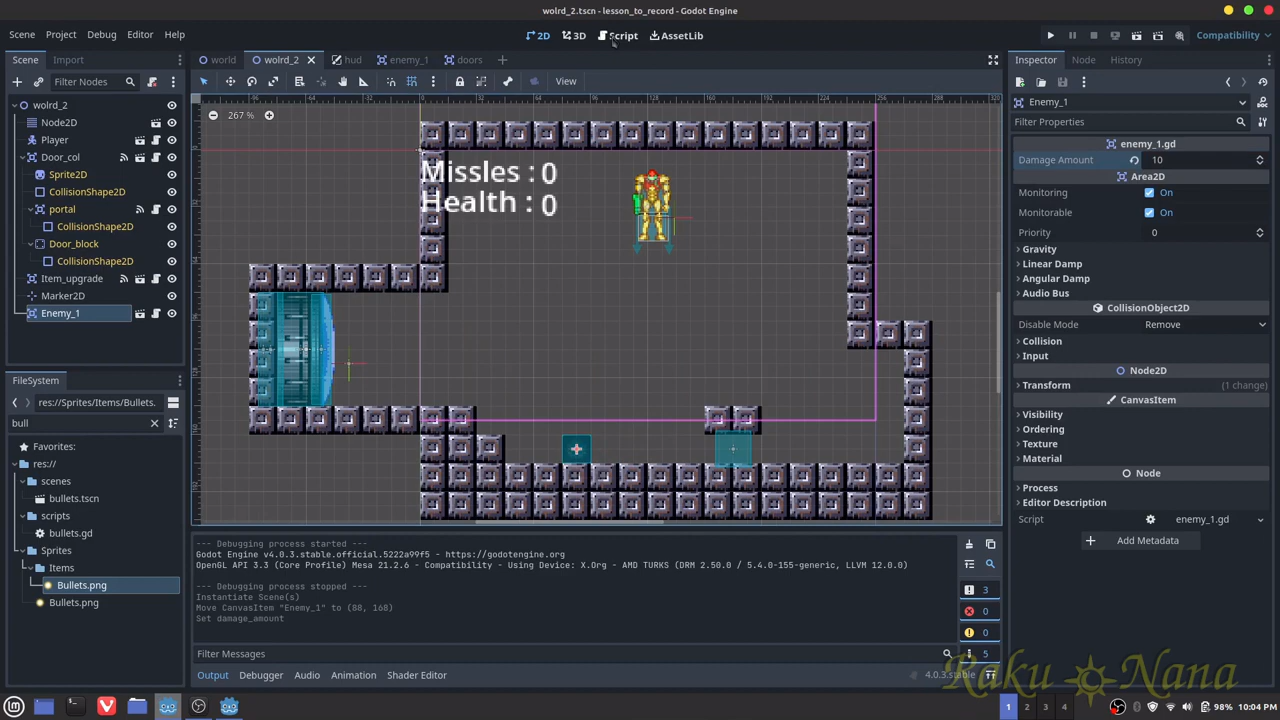 wolrd_2.tscn - lesson_to_record - Godot Engine
Scene Project Debug Editor Help
2D 3D Script AssetLib
Scene Import
world wolrd_2 hud enemy_1 doors
Inspector Node History
Filter Nodes
View
Enemy_1
Filter Properties
267 %
wolrd_2
Node2D
Player
Door_col
Sprite2D
CollisionShape2D
portal
CollisionShape2D
Door_block
CollisionShape2D
Item_upgrade
Marker2D
Enemy_1
Missles : 0
Health : 0
enemy_1.gd
Damage Amount 10
Area2D
Monitoring On
Monitorable On
Priority 0
Gravity
Linear Damp
Angular Damp
Audio Bus
CollisionObject2D
Disable Mode Remove
Collision
Input
Node2D
Transform (1 change)
CanvasItem
Visibility
Ordering
Texture
Material
Node
Process
Editor Description
Script enemy_1.gd
Add Metadata
FileSystem
res://Sprites/Items/Bullets.
bull
Favorites:
res://
scenes
bullets.tscn
scripts
bullets.gd
Sprites
Items
Bullets.png
Bullets.png
--- Debugging process started ---
Godot Engine v4.0.3.stable.official.5222a99f5 - https://godotengine.org
OpenGL API 3.3 (Core Profile) Mesa 21.2.6 - Compatibility - Using Device: X.Org - AMD TURKS (DRM 2.50.0 / 5.4.0-155-generic, LLVM 12.0.0)
--- Debugging process stopped ---
Instantiate Scene(s)
Move CanvasItem "Enemy_1" to (88, 168)
Set damage_amount
3
0
0
5
Filter Messages
Output Debugger Audio Animation Shader Editor
4.0.3.stable
Raku Nana
1 2 3 4
98% 10:04 PM